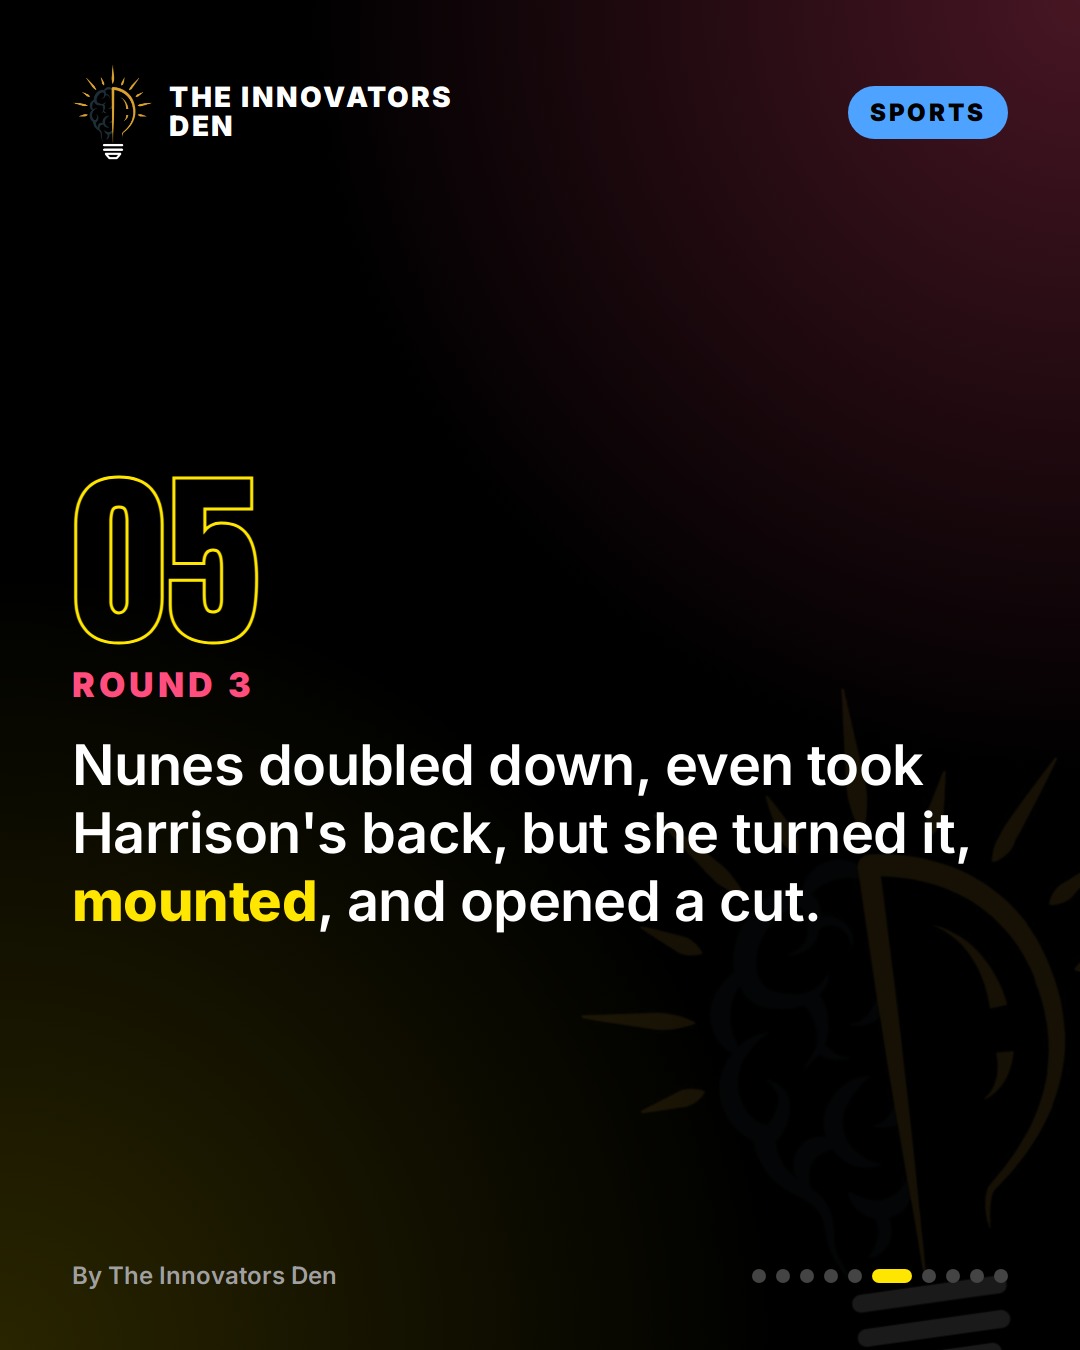 THE INNOVATORS
DEN
SPORTS
05
ROUND 3
Nunes doubled down, even took
Harrison's back, but she turned it,
mounted, and opened a cut.
By The Innovators Den